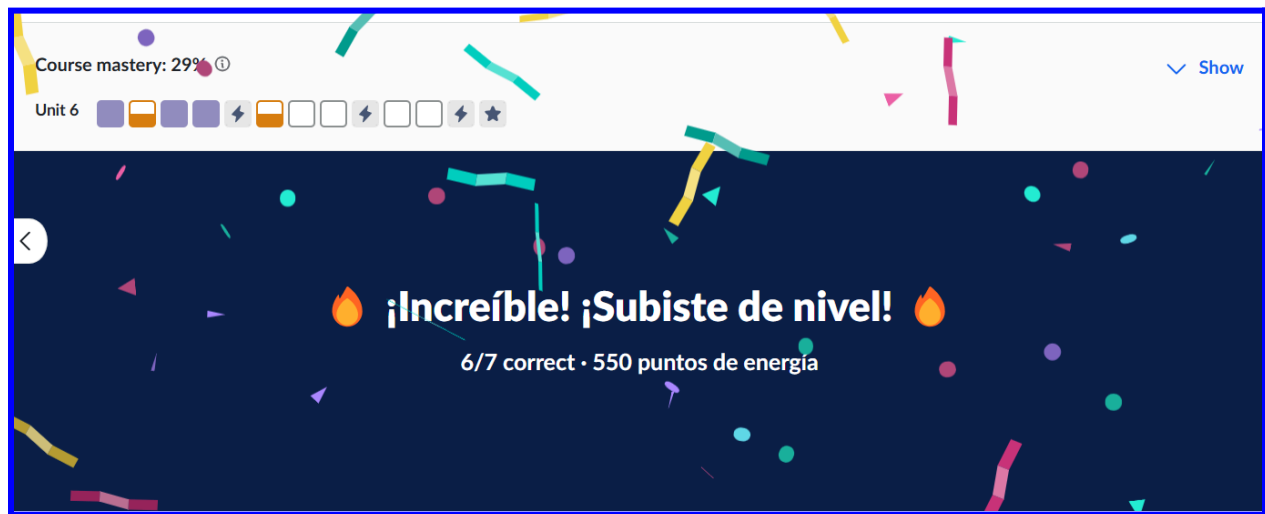 Course mastery: 29%
Show
Unit 6
¡Increíble! ¡Subiste de nivel!
6/7 correct · 550 puntos de energía